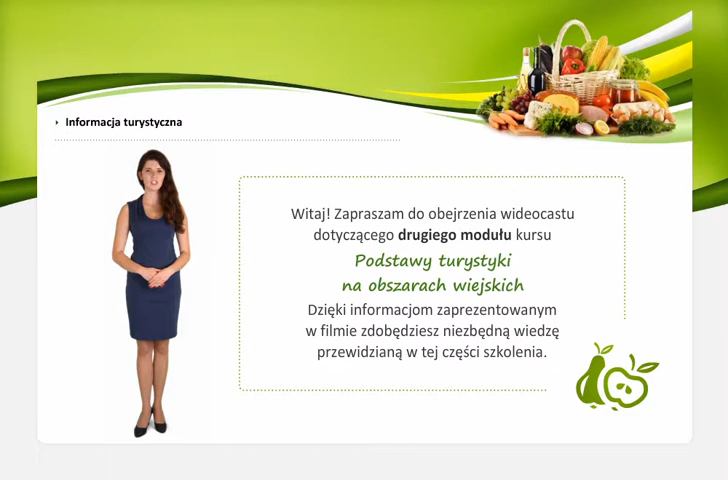 Informacja turystyczna
Witaj! Zapraszam do obejrzenia wideocastu
dotyczącego drugiego modułu kursu
Podstawy turystyki
na obszarach wiejskich
Dzięki informacjom zaprezentowanym
w filmie zdobędziesz niezbędną wiedzę
przewidzianą w tej części szkolenia.